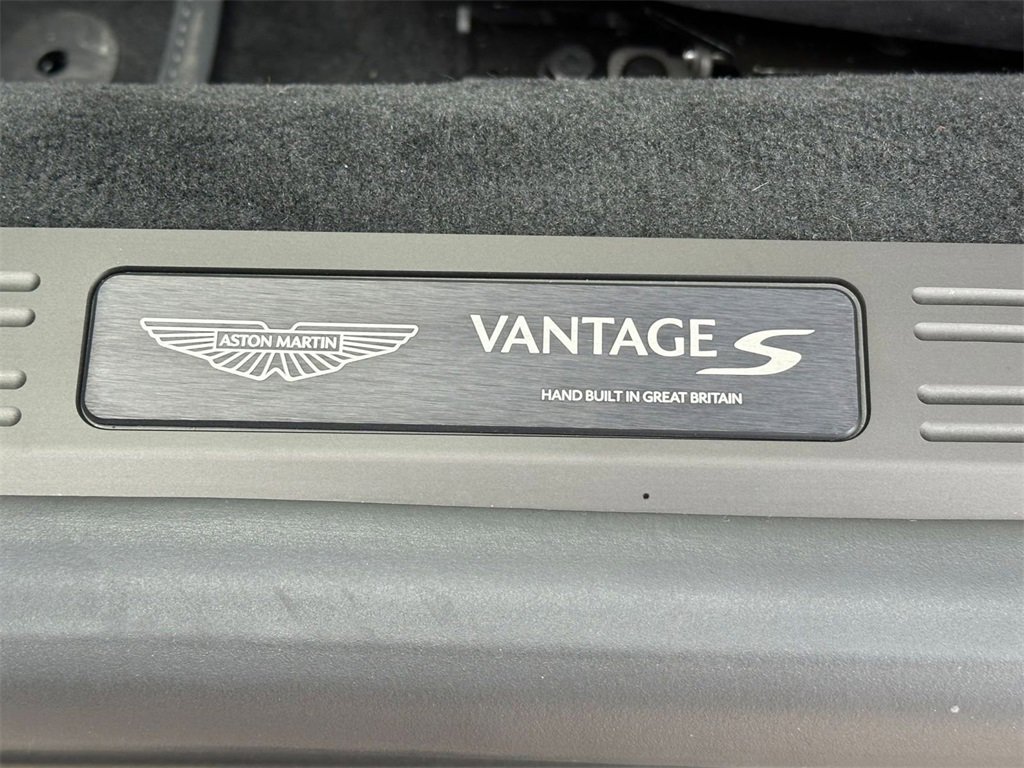 ASTON MARTIN
VANTAGE S
HAND BUILT IN GREAT BRITAIN